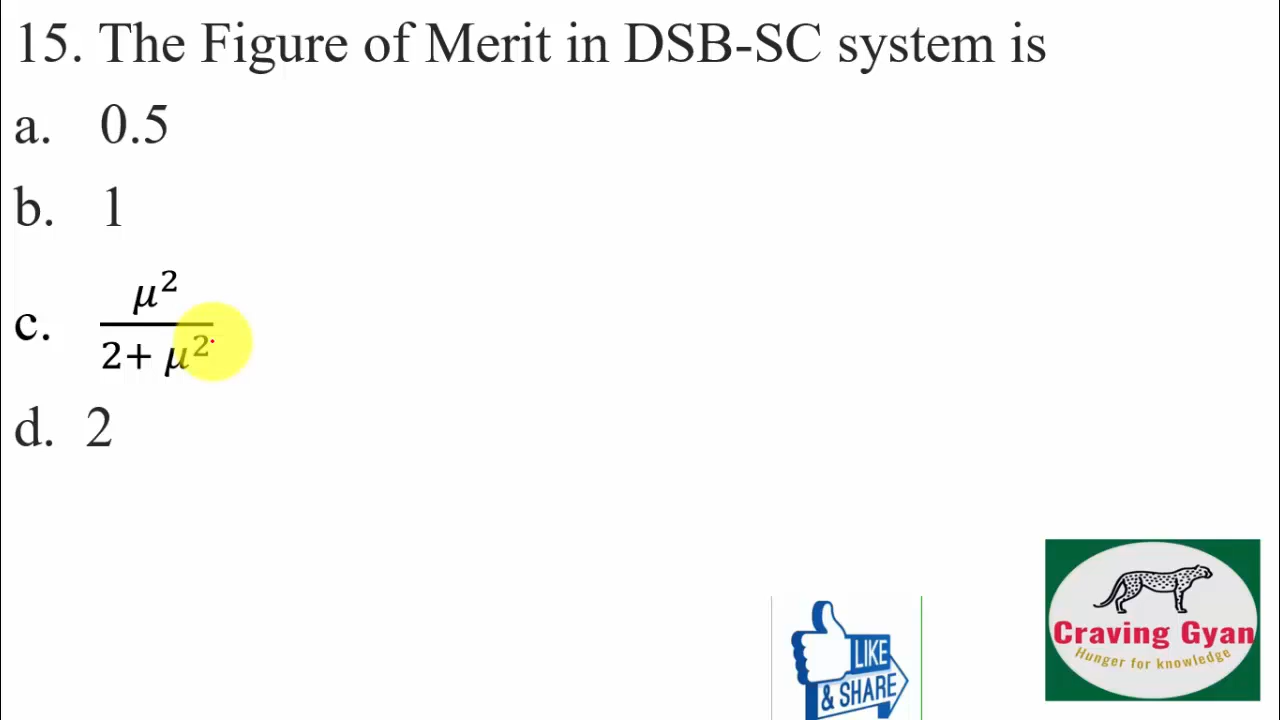 15. The Figure of Merit in DSB-SC system is
a. 0.5
b. 1
c. μ²
2+ μ²
d. 2
LIKE
& SHARE
Craving Gyan
Hunger for knowledge